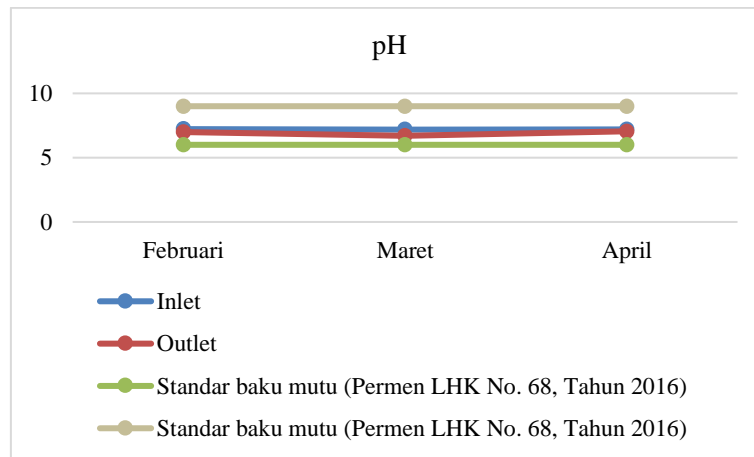 pH
10
5
0
Februari Maret April
Inlet
Outlet
Standar baku mutu (Permen LHK No. 68, Tahun 2016)
Standar baku mutu (Permen LHK No. 68, Tahun 2016)